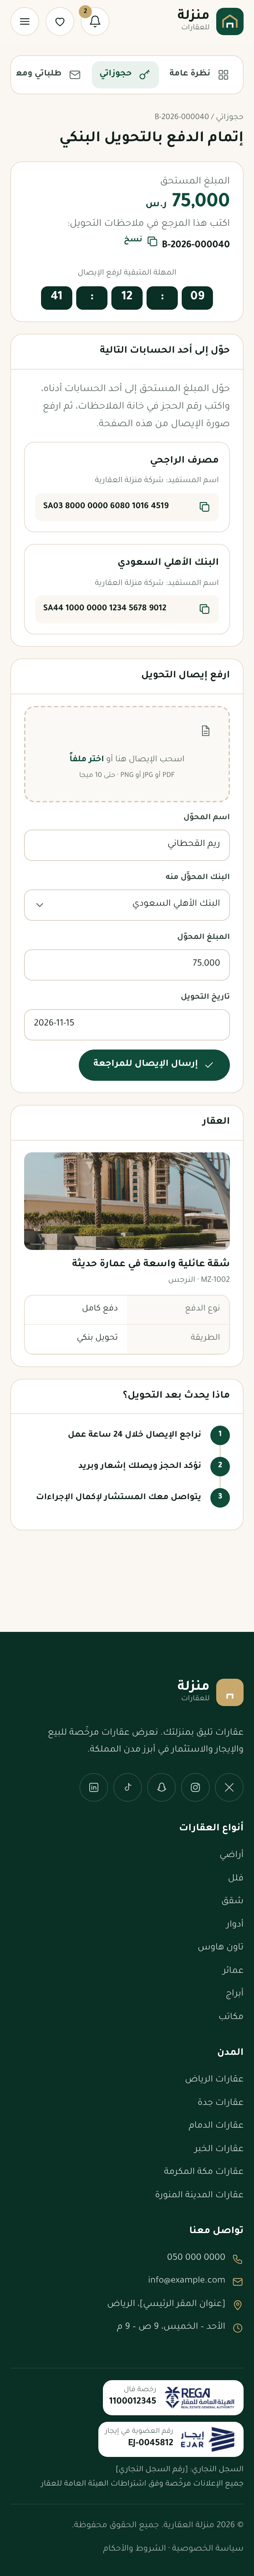 منزلة
للعقارات
2
نظرة عامة
حجوزاتي
طلباتي ومع
حجوزاتي / B-2026-000040
إتمام الدفع بالتحويل البنكي
المبلغ المستحق
75,000 ر.س
اكتب هذا المرجع في ملاحظات التحويل:
B-2026-000040 نسخ
المهلة المتبقية لرفع الإيصال
09 : 12 : 41
حوّل إلى أحد الحسابات التالية
حوّل المبلغ المستحق إلى أحد الحسابات أدناه،
واكتب رقم الحجز في خانة الملاحظات، ثم ارفع
صورة الإيصال من هذه الصفحة.
مصرف الراجحي
اسم المستفيد: شركة منزلة العقارية
SA03 8000 0000 6080 1016 4519
البنك الأهلي السعودي
اسم المستفيد: شركة منزلة العقارية
SA44 1000 0000 1234 5678 9012
ارفع إيصال التحويل
اسحب الإيصال هنا أو اختر ملفاً
PDF أو JPG أو PNG · حتى 10 ميجا
اسم المحوّل
ريم القحطاني
البنك المحوَّل منه
البنك الأهلي السعودي
المبلغ المحوّل
75,000
تاريخ التحويل
2026-11-15
إرسال الإيصال للمراجعة
العقار
شقة عائلية واسعة في عمارة حديثة
MZ-1002 · النرجس
نوع الدفع
دفع كامل
الطريقة
تحويل بنكي
ماذا يحدث بعد التحويل؟
1 نراجع الإيصال خلال 24 ساعة عمل
2 نؤكد الحجز ويصلك إشعار وبريد
3 يتواصل معك المستشار لإكمال الإجراءات
منزلة
للعقارات
عقارات تليق بمنزلتك. نعرض عقارات مرخّصة للبيع
والإيجار والاستثمار في أبرز مدن المملكة.
أنواع العقارات
أراضي
فلل
شقق
أدوار
تاون هاوس
عمائر
أبراج
مكاتب
المدن
عقارات الرياض
عقارات جدة
عقارات الدمام
عقارات الخبر
عقارات مكة المكرمة
عقارات المدينة المنورة
تواصل معنا
050 000 0000
info@example.com
[عنوان المقر الرئيسي]، الرياض
الأحد – الخميس، 9 ص – 9 م
REGA
الهيئة العامة للعقار
REAL ESTATE GENERAL AUTHORITY
رخصة فال
1100012345
إيجار
EJAR
رقم العضوية في إيجار
EJ-0045812
السجل التجاري: [رقم السجل التجاري]
جميع الإعلانات مرخّصة وفق اشتراطات الهيئة العامة للعقار
© 2026 منزلة العقارية. جميع الحقوق محفوظة.
سياسة الخصوصية · الشروط والأحكام